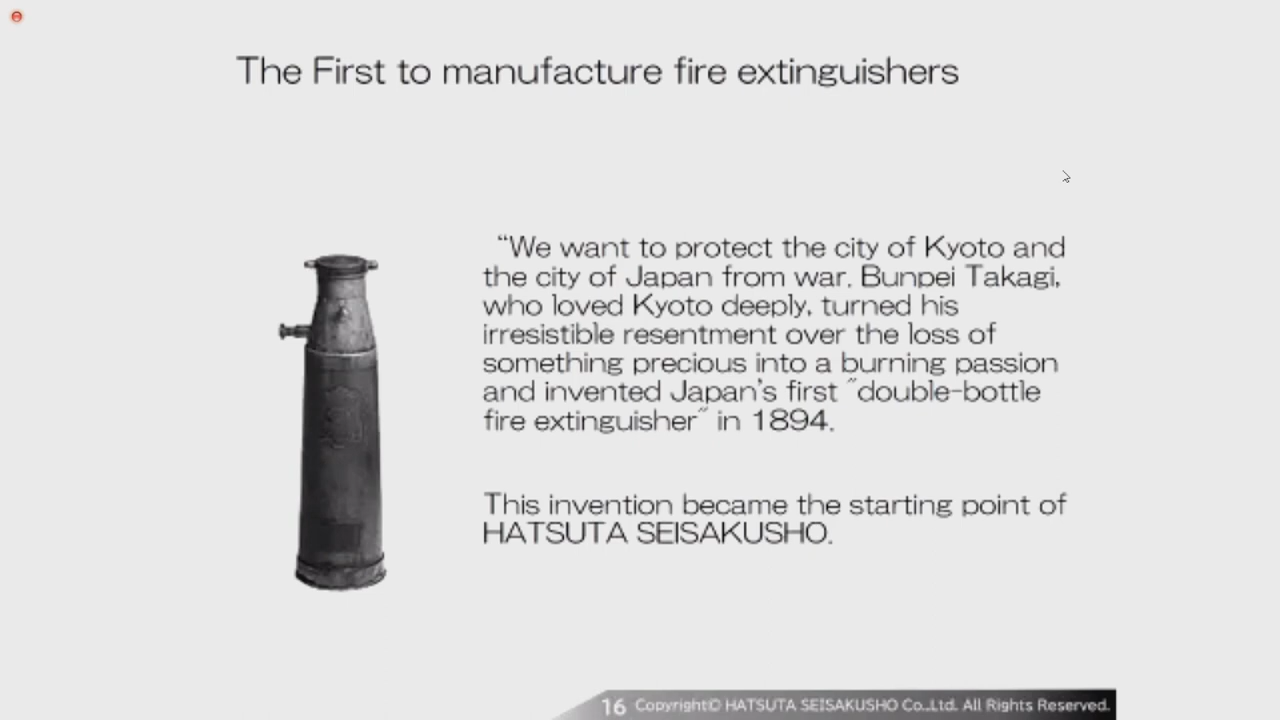 The First to manufacture fire extinguishers
“We want to protect the city of Kyoto and
the city of Japan from war. Bunpei Takagi,
who loved Kyoto deeply, turned his
irresistible resentment over the loss of
something precious into a burning passion
and invented Japan’s first ˝double-bottle
fire extinguisher˝ in 1894.
This invention became the starting point of
HATSUTA SEISAKUSHO.
16 Copyright© HATSUTA SEISAKUSHO Co.,Ltd. All Rights Reserved.